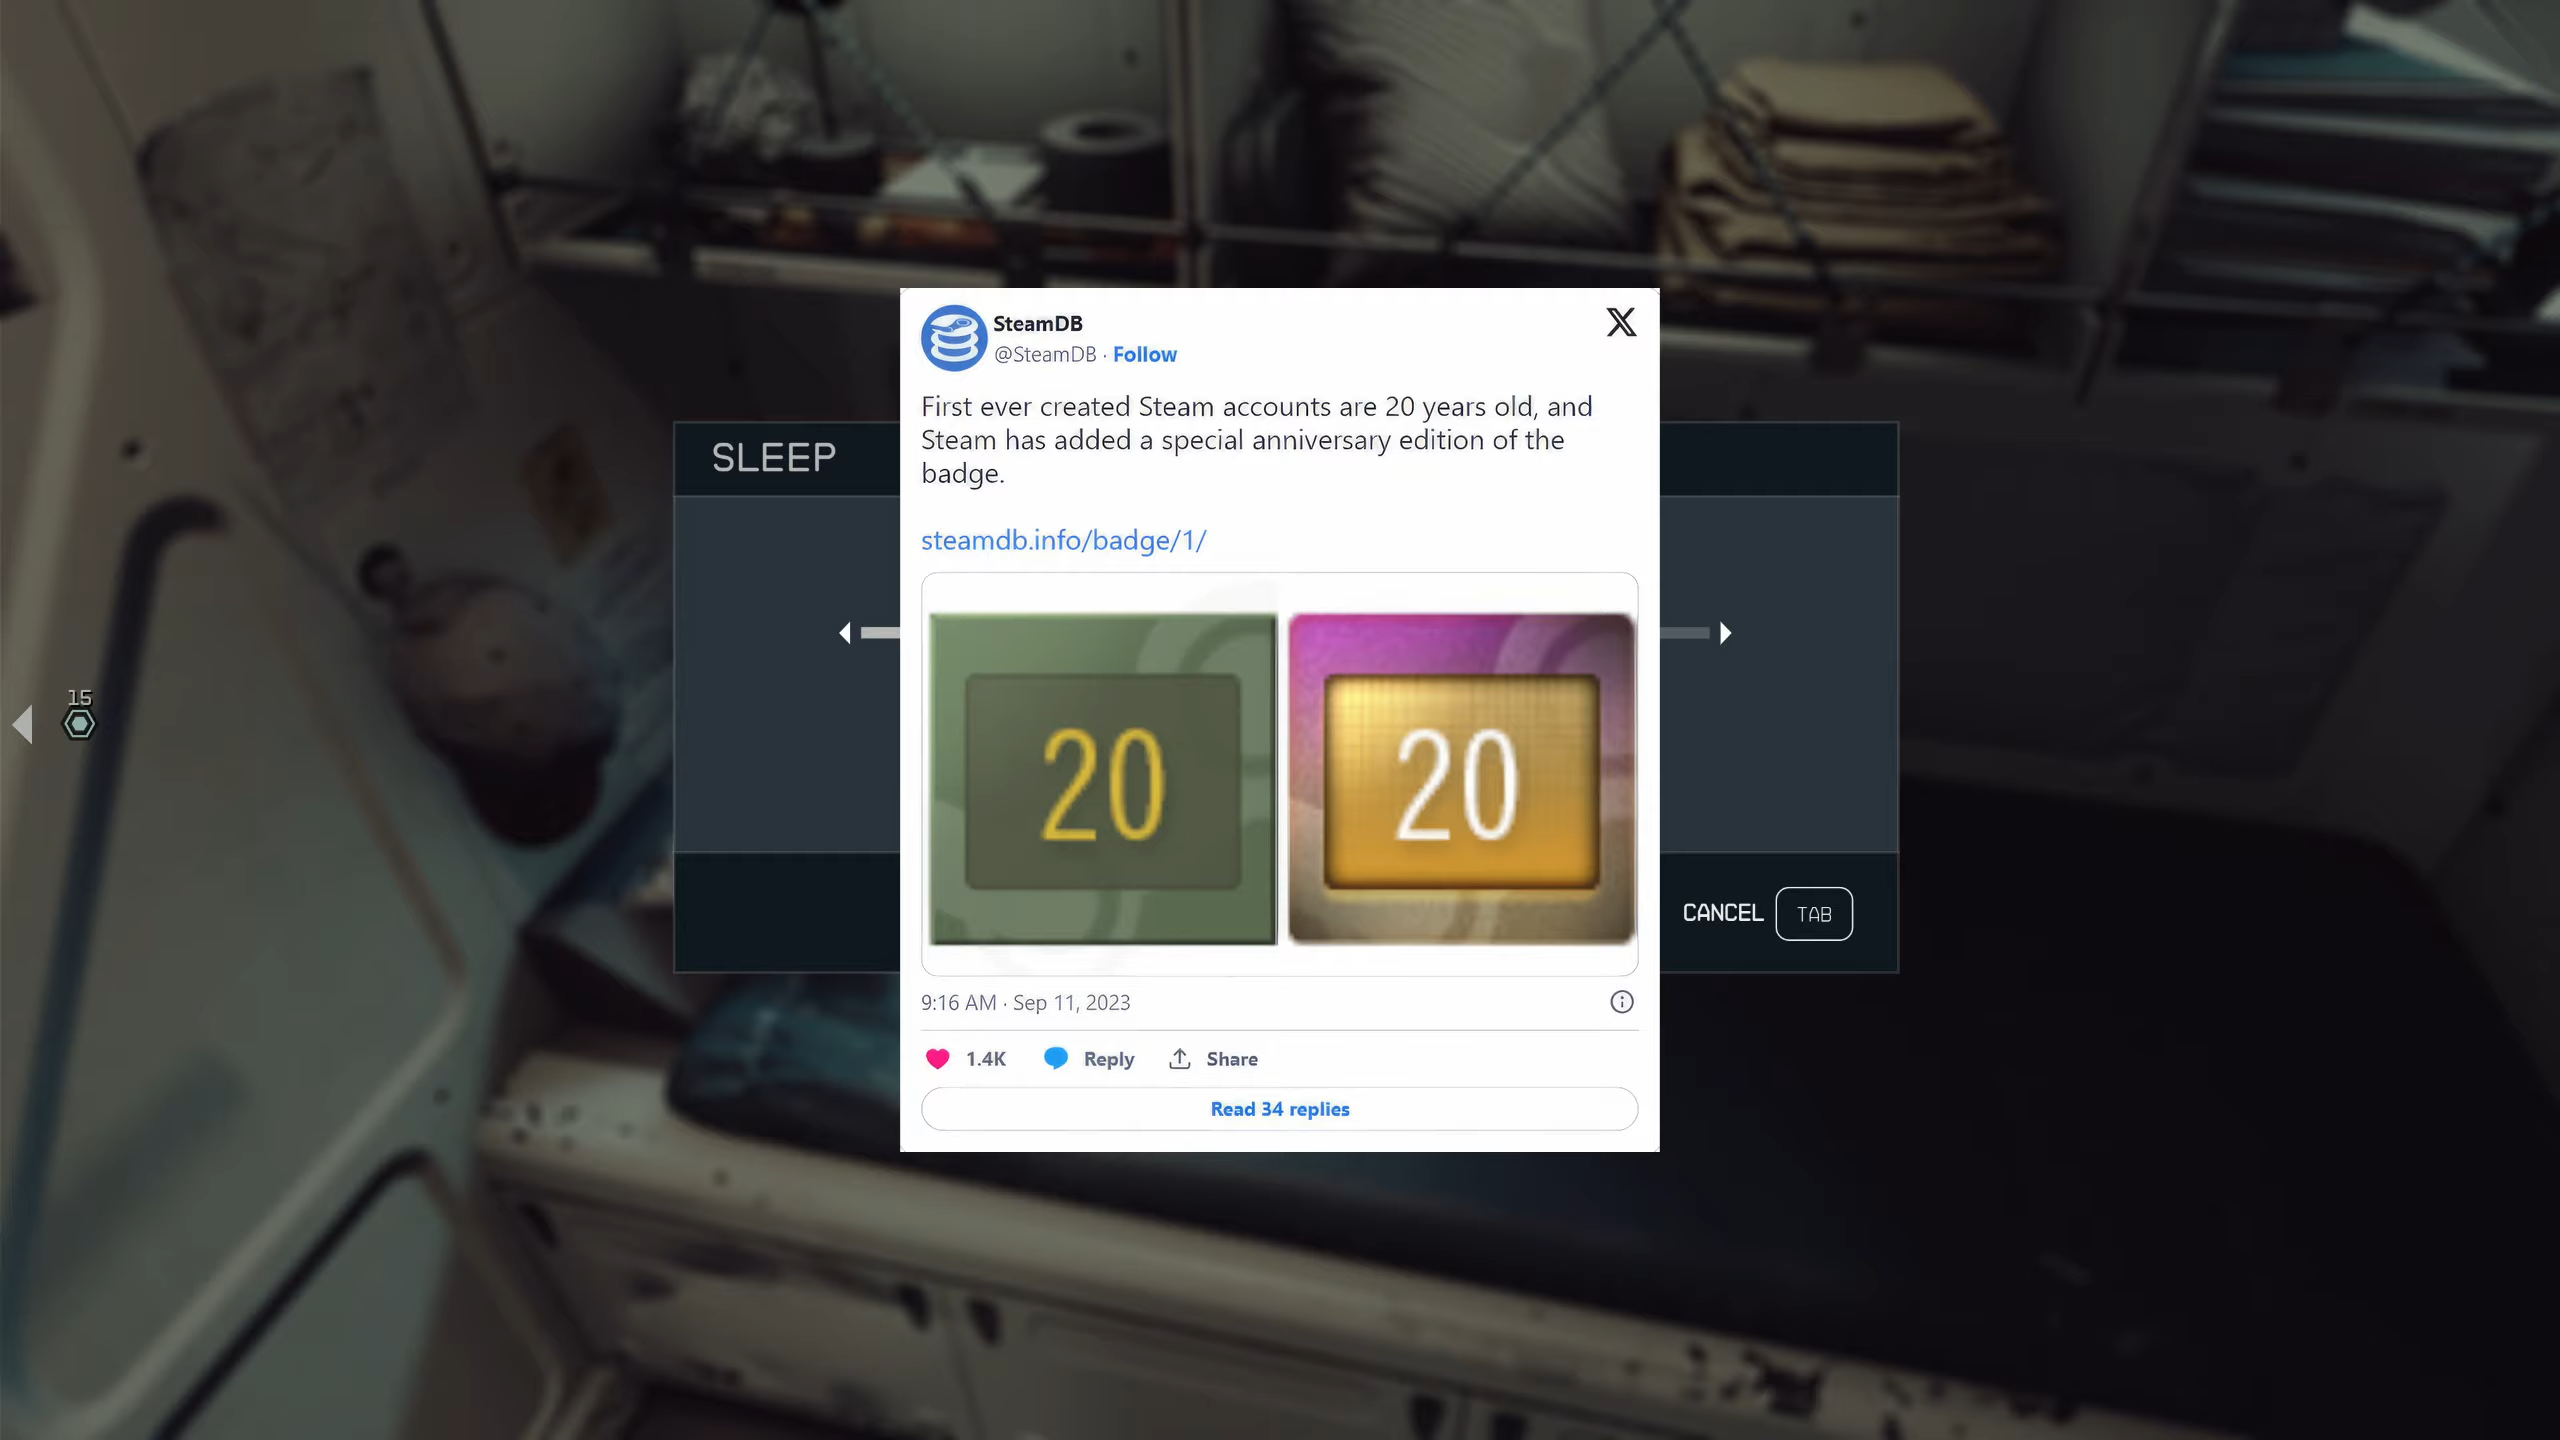 SteamDB
@SteamDB · Follow
First ever created Steam accounts are 20 years old, and
Steam has added a special anniversary edition of the
badge.
steamdb.info/badge/1/
20
20
9:16 AM · Sep 11, 2023
1.4K Reply Share
Read 34 replies
SLEEP
15
CANCEL TAB